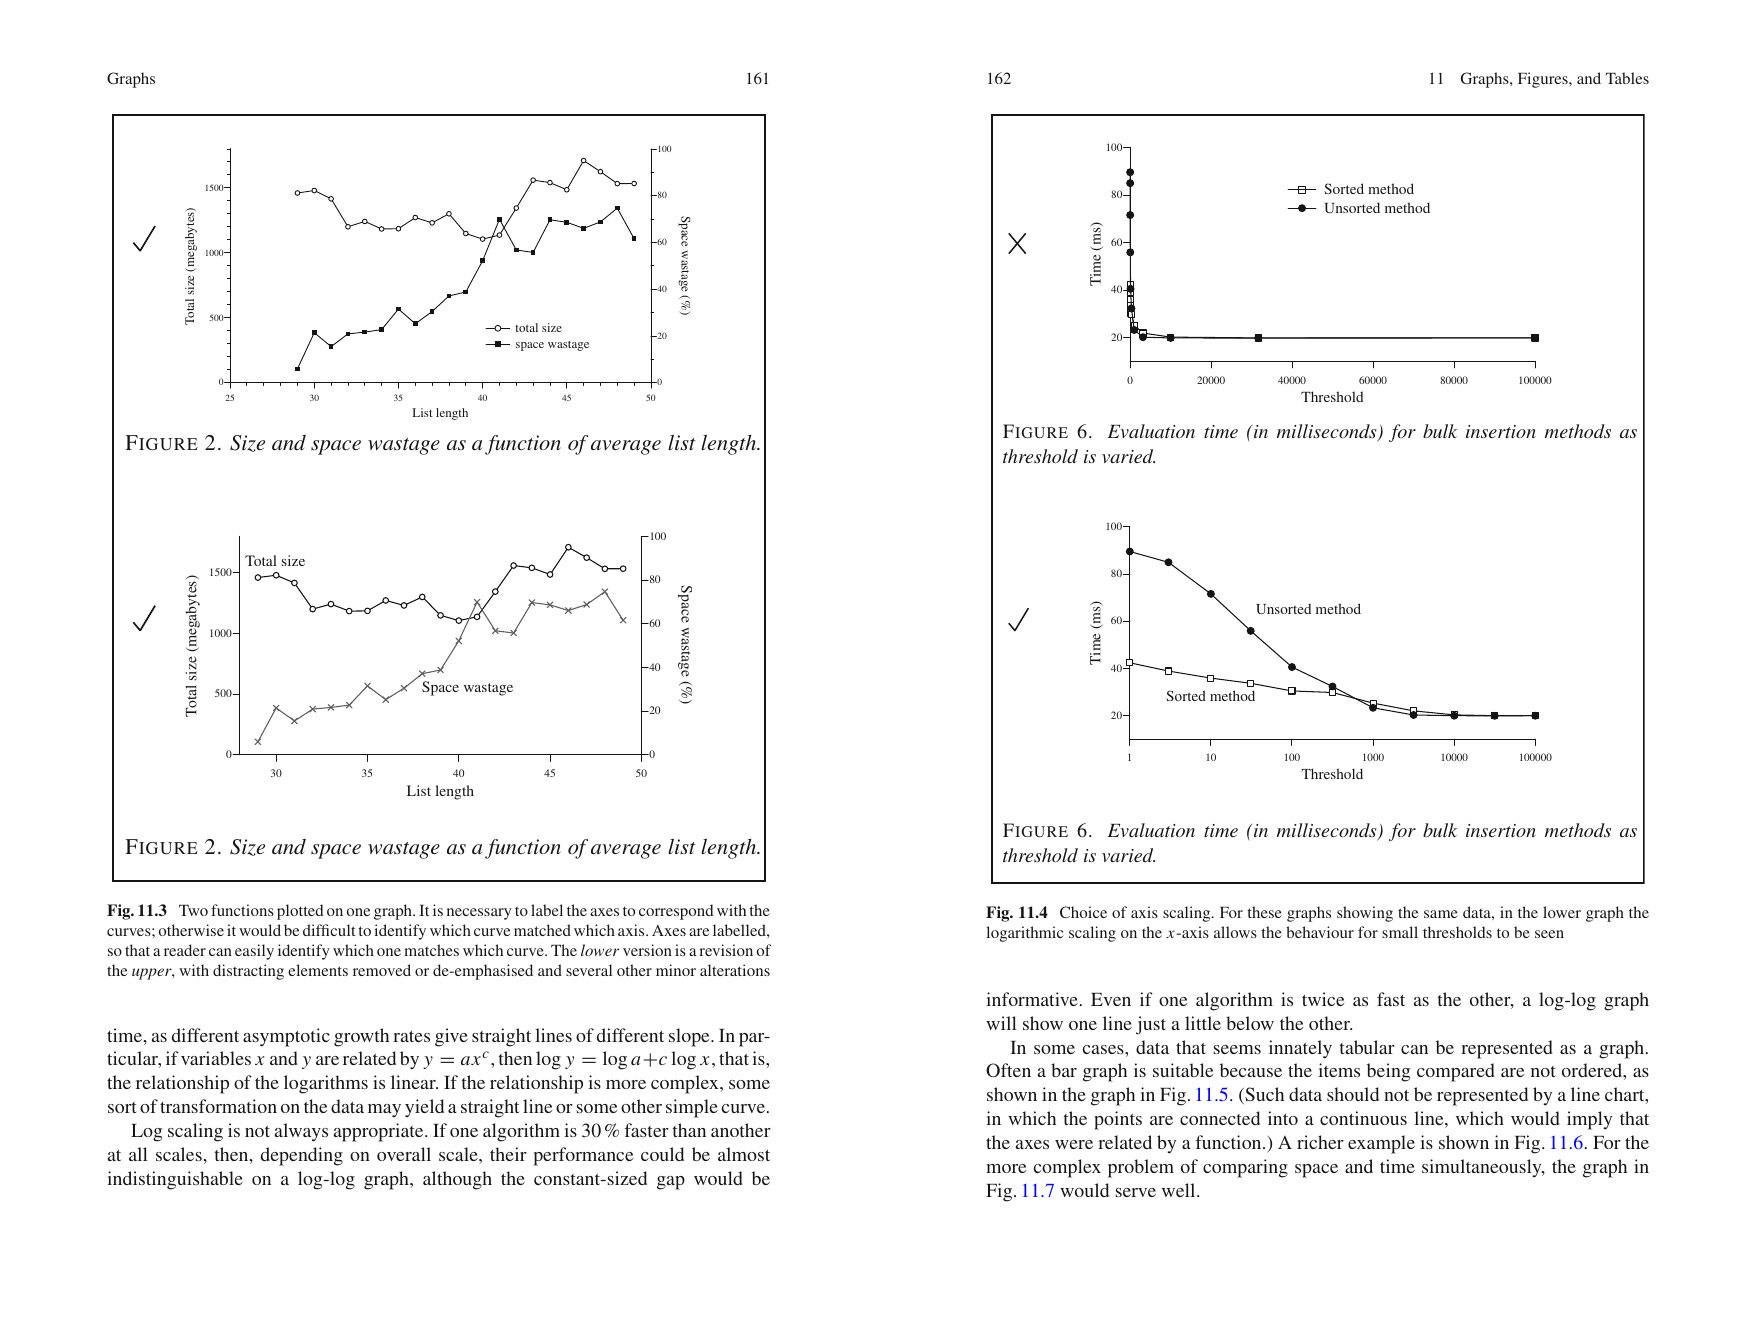 Graphs 161
100
1500
80
60
1000
40
500
20
0
0
25 30 35 40 45 50
Total size (megabytes)
Space wastage (%)
total size
space wastage
List length
FIGURE 2. Size and space wastage as a function of average list length.
100
Total size
1500
80
60
1000
40
500
20
0
0
30 35 40 45 50
Total size (megabytes)
Space wastage (%)
Space wastage
List length
FIGURE 2. Size and space wastage as a function of average list length.
Fig. 11.3 Two functions plotted on one graph. It is necessary to label the axes to correspond with the
curves; otherwise it would be difficult to identify which curve matched which axis. Axes are labelled,
so that a reader can easily identify which one matches which curve. The lower version is a revision of
the upper, with distracting elements removed or de-emphasised and several other minor alterations
time, as different asymptotic growth rates give straight lines of different slope. In par-
ticular, if variables x and y are related by y = ax^c, then log y = log a+c log x, that is,
the relationship of the logarithms is linear. If the relationship is more complex, some
sort of transformation on the data may yield a straight line or some other simple curve.
Log scaling is not always appropriate. If one algorithm is 30 % faster than another
at all scales, then, depending on overall scale, their performance could be almost
indistinguishable on a log-log graph, although the constant-sized gap would be
162 11 Graphs, Figures, and Tables
100
80
60
40
20
Time (ms)
Sorted method
Unsorted method
0 20000 40000 60000 80000 100000
Threshold
FIGURE 6. Evaluation time (in milliseconds) for bulk insertion methods as
threshold is varied.
100
80
60
40
20
Time (ms)
Unsorted method
Sorted method
1 10 100 1000 10000 100000
Threshold
FIGURE 6. Evaluation time (in milliseconds) for bulk insertion methods as
threshold is varied.
Fig. 11.4 Choice of axis scaling. For these graphs showing the same data, in the lower graph the
logarithmic scaling on the x-axis allows the behaviour for small thresholds to be seen
informative. Even if one algorithm is twice as fast as the other, a log-log graph
will show one line just a little below the other.
In some cases, data that seems innately tabular can be represented as a graph.
Often a bar graph is suitable because the items being compared are not ordered, as
shown in the graph in Fig. 11.5. (Such data should not be represented by a line chart,
in which the points are connected into a continuous line, which would imply that
the axes were related by a function.) A richer example is shown in Fig. 11.6. For the
more complex problem of comparing space and time simultaneously, the graph in
Fig. 11.7 would serve well.